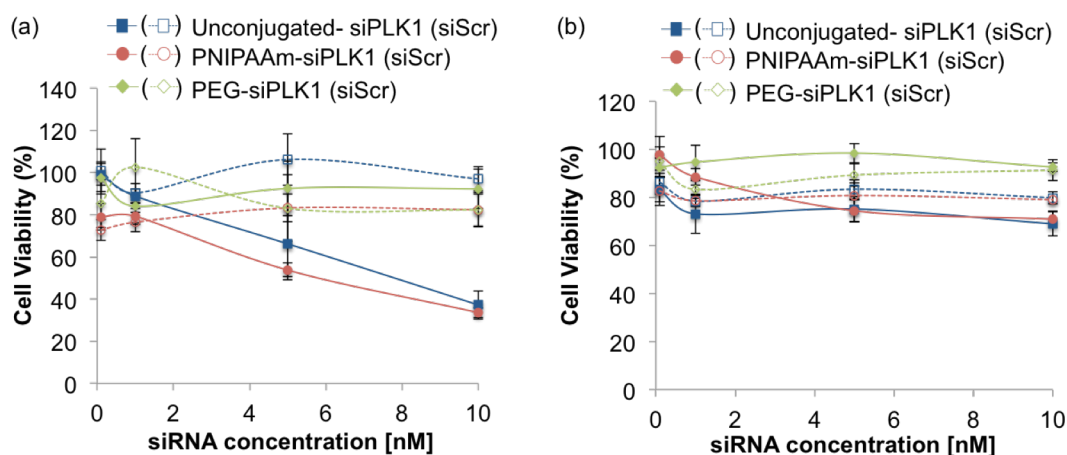 (a)
Unconjugated- siPLK1 (siScr)
PNIPAAm-siPLK1 (siScr)
PEG-siPLK1 (siScr)
Cell Viability (%)
140
120
100
80
60
40
20
0
0 2 4 6 8 10
siRNA concentration [nM]
(b)
Unconjugated- siPLK1 (siScr)
PNIPAAm-siPLK1 (siScr)
PEG-siPLK1 (siScr)
Cell Viability (%)
120
100
80
60
40
20
0
0 2 4 6 8 10
siRNA concentration [nM]